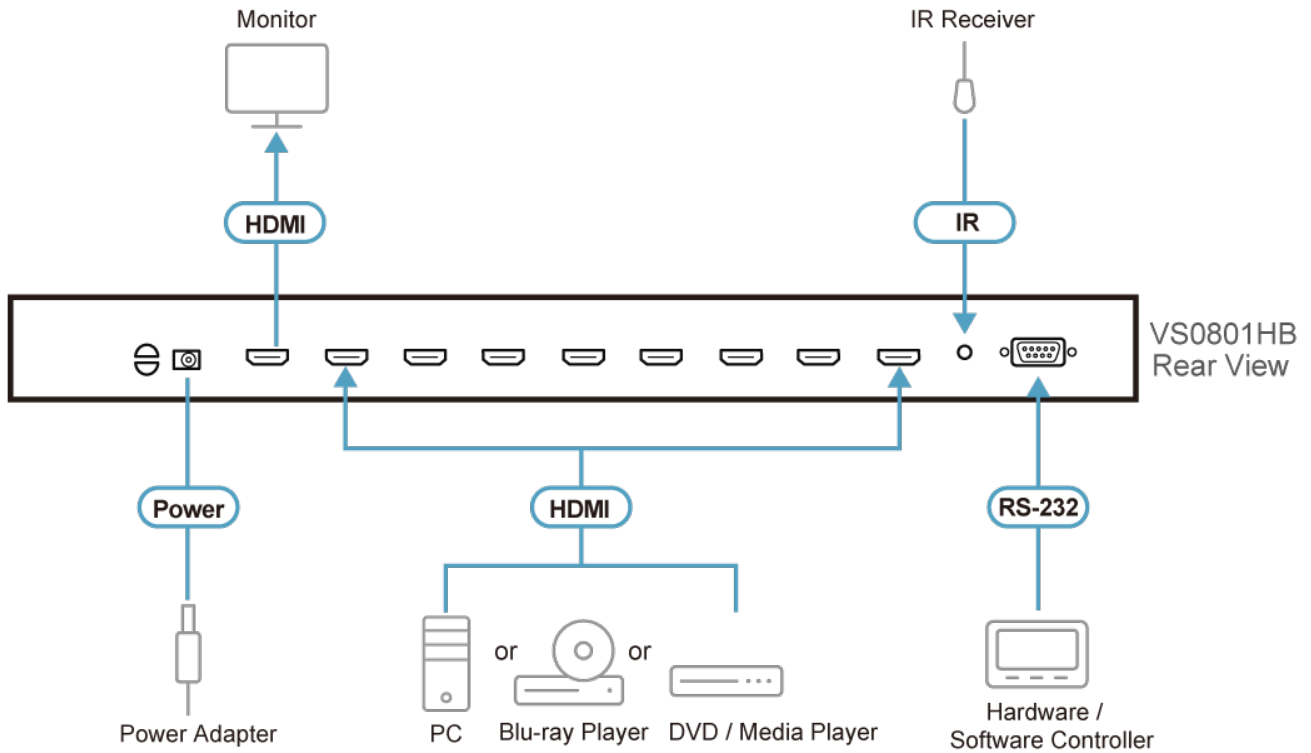 Monitor
IR Receiver
HDMI
IR
VS0801HB
Rear View
Power
HDMI
RS-232
or
or
Power Adapter
PC
Blu-ray Player
DVD / Media Player
Hardware /
Software Controller